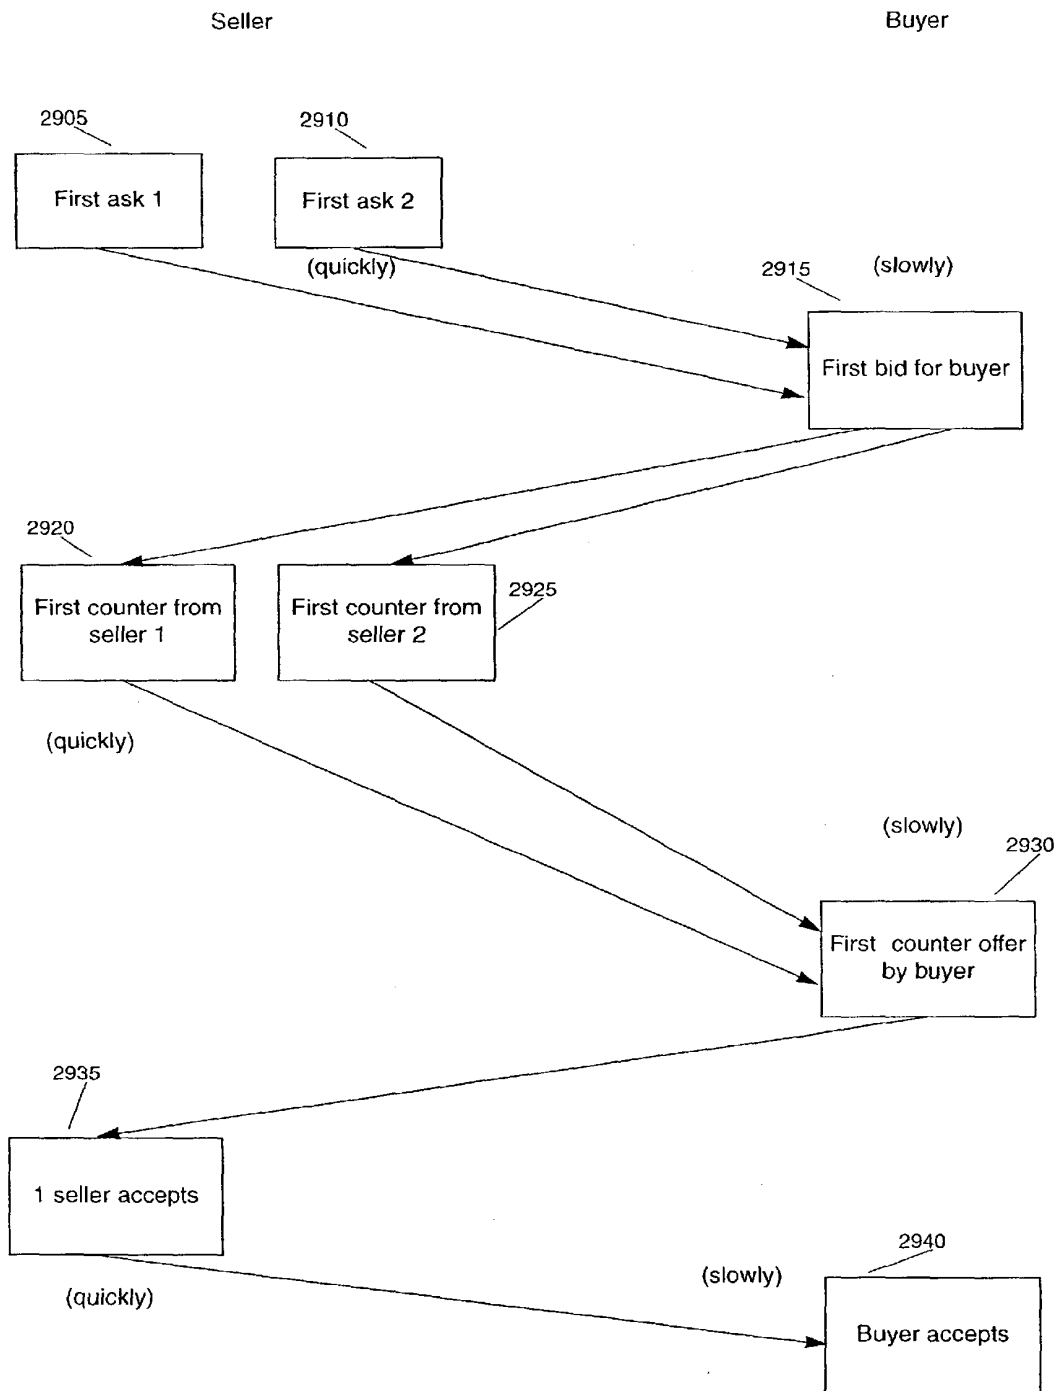 Seller
Buyer
2905
2910
First ask 1
First ask 2
(quickly)
2915
(slowly)
First bid for buyer
2920
First counter from
seller 1
First counter from
seller 2
2925
(quickly)
(slowly)
2930
First counter offer
by buyer
2935
1 seller accepts
(quickly)
2940
(slowly)
Buyer accepts